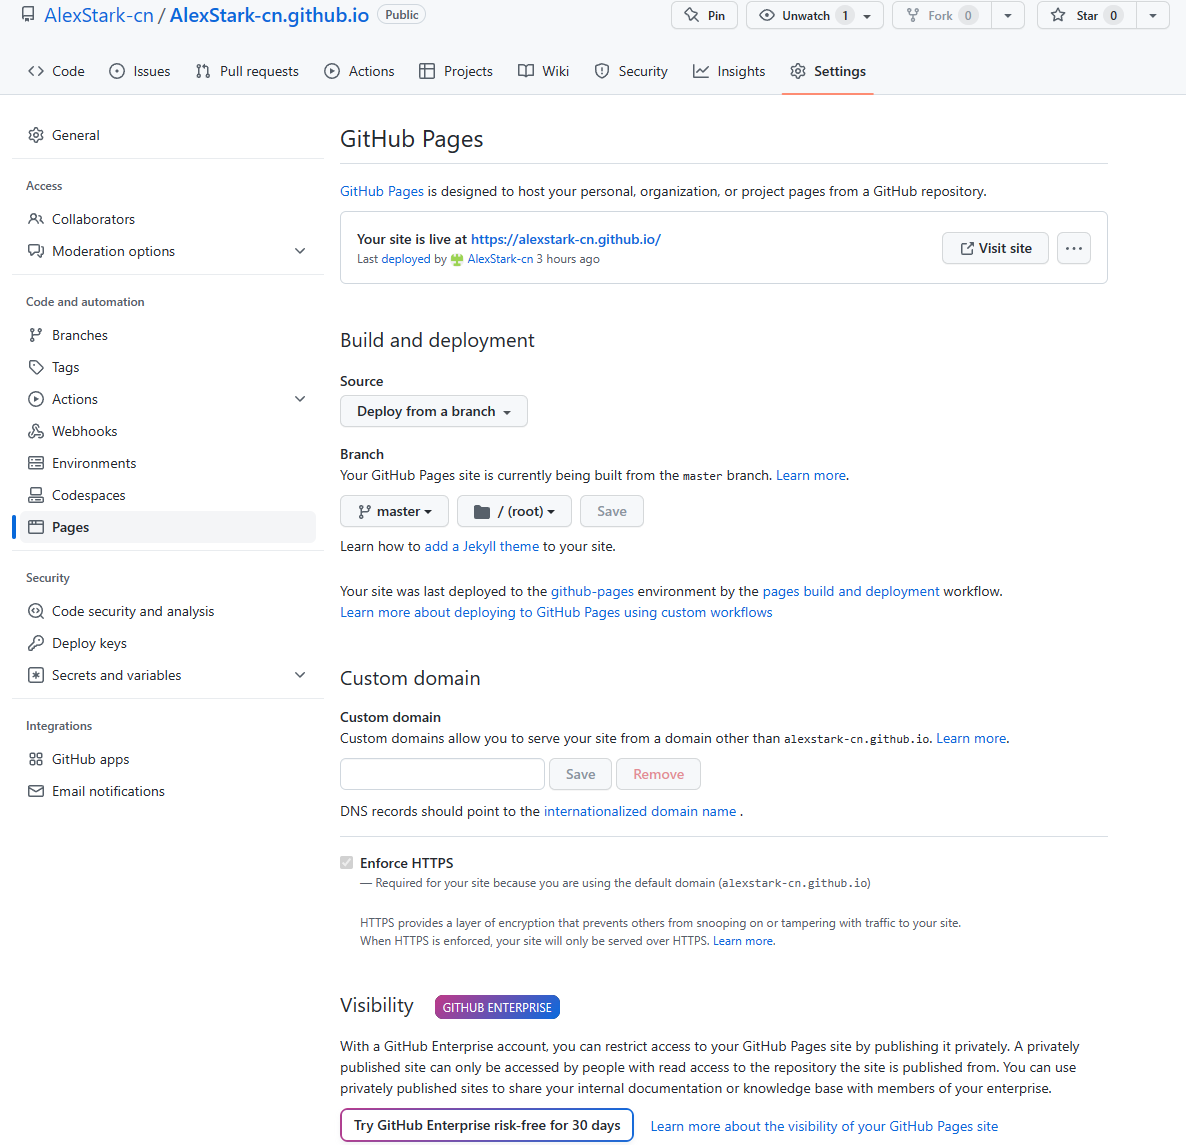 AlexStark-cn / AlexStark-cn.github.io Public
Pin Unwatch 1 Fork 0 Star 0
Code Issues Pull requests Actions Projects Wiki Security Insights Settings
General
Access
Collaborators
Moderation options
Code and automation
Branches
Tags
Actions
Webhooks
Environments
Codespaces
Pages
Security
Code security and analysis
Deploy keys
Secrets and variables
Integrations
GitHub apps
Email notifications
GitHub Pages
GitHub Pages is designed to host your personal, organization, or project pages from a GitHub repository.
Your site is live at https://alexstark-cn.github.io/
Last deployed by AlexStark-cn 3 hours ago
Visit site
Build and deployment
Source
Deploy from a branch
Branch
Your GitHub Pages site is currently being built from the master branch. Learn more.
master / (root) Save
Learn how to add a Jekyll theme to your site.
Your site was last deployed to the github-pages environment by the pages build and deployment workflow.
Learn more about deploying to GitHub Pages using custom workflows
Custom domain
Custom domain
Custom domains allow you to serve your site from a domain other than alexstark-cn.github.io. Learn more.
Save Remove
DNS records should point to the internationalized domain name .
Enforce HTTPS
— Required for your site because you are using the default domain (alexstark-cn.github.io)
HTTPS provides a layer of encryption that prevents others from snooping on or tampering with traffic to your site.
When HTTPS is enforced, your site will only be served over HTTPS. Learn more.
Visibility GITHUB ENTERPRISE
With a GitHub Enterprise account, you can restrict access to your GitHub Pages site by publishing it privately. A privately
published site can only be accessed by people with read access to the repository the site is published from. You can use
privately published sites to share your internal documentation or knowledge base with members of your enterprise.
Try GitHub Enterprise risk-free for 30 days Learn more about the visibility of your GitHub Pages site